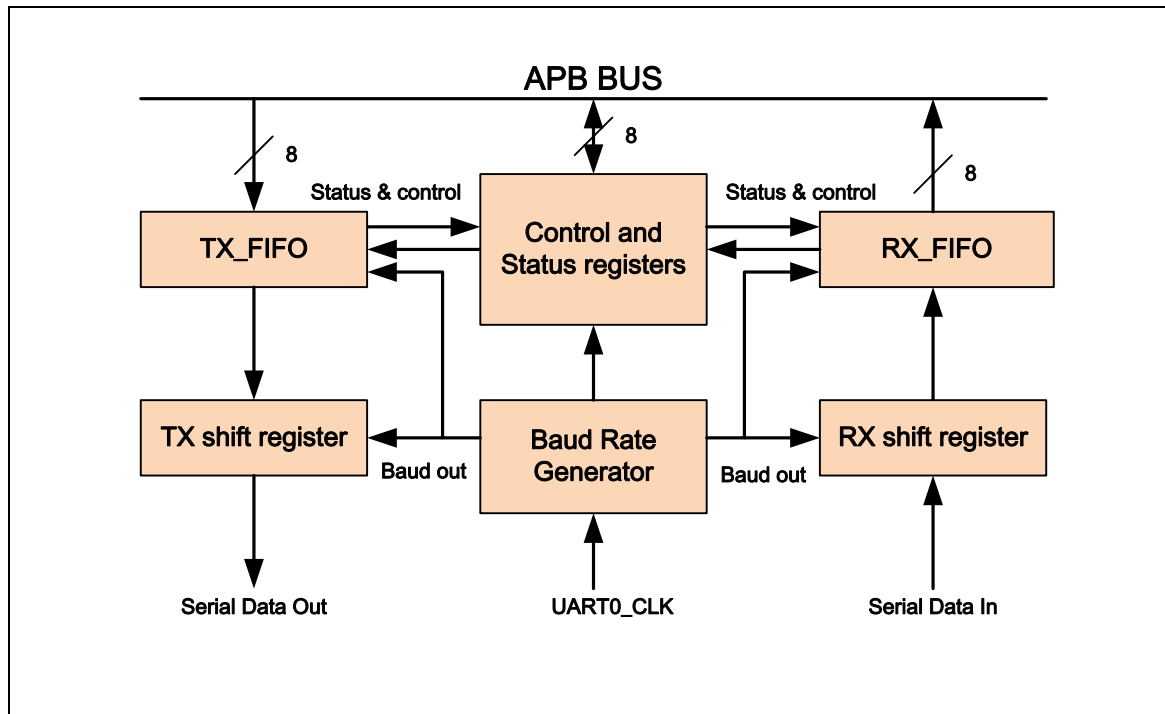 APB BUS
8
8
8
Status & control
Status & control
TX_FIFO
Control and
Status registers
RX_FIFO
TX shift register
Baud Rate
Generator
RX shift register
Baud out
Baud out
Serial Data Out
UART0_CLK
Serial Data In